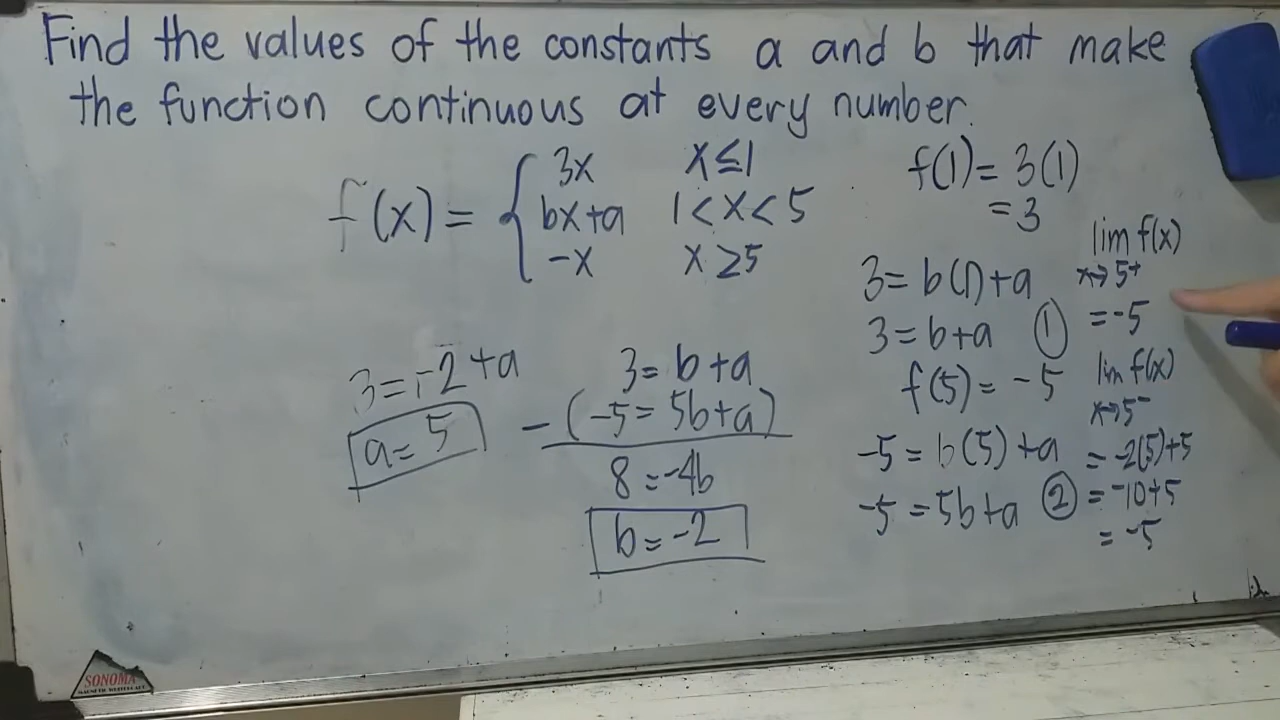 Find the values of the constants a and b that make
the function continuous at every number.
f(x) = { 3x x ≤ 1
bx+a 1 < x < 5
-x x ≥ 5
f(1) = 3(1)
= 3
3 = b(1)+a
3 = b+a ①
f(5) = -5
-5 = b(5)+a
-5 = 5b+a ②
lim f(x)
x→5+
= -5
lim f(x)
x→5-
= -2(5)+5
= -10+5
= -5
3 = b+a
- (-5 = 5b+a)
8 = -4b
b = -2
3 = -2+a
a = 5
SONOMA